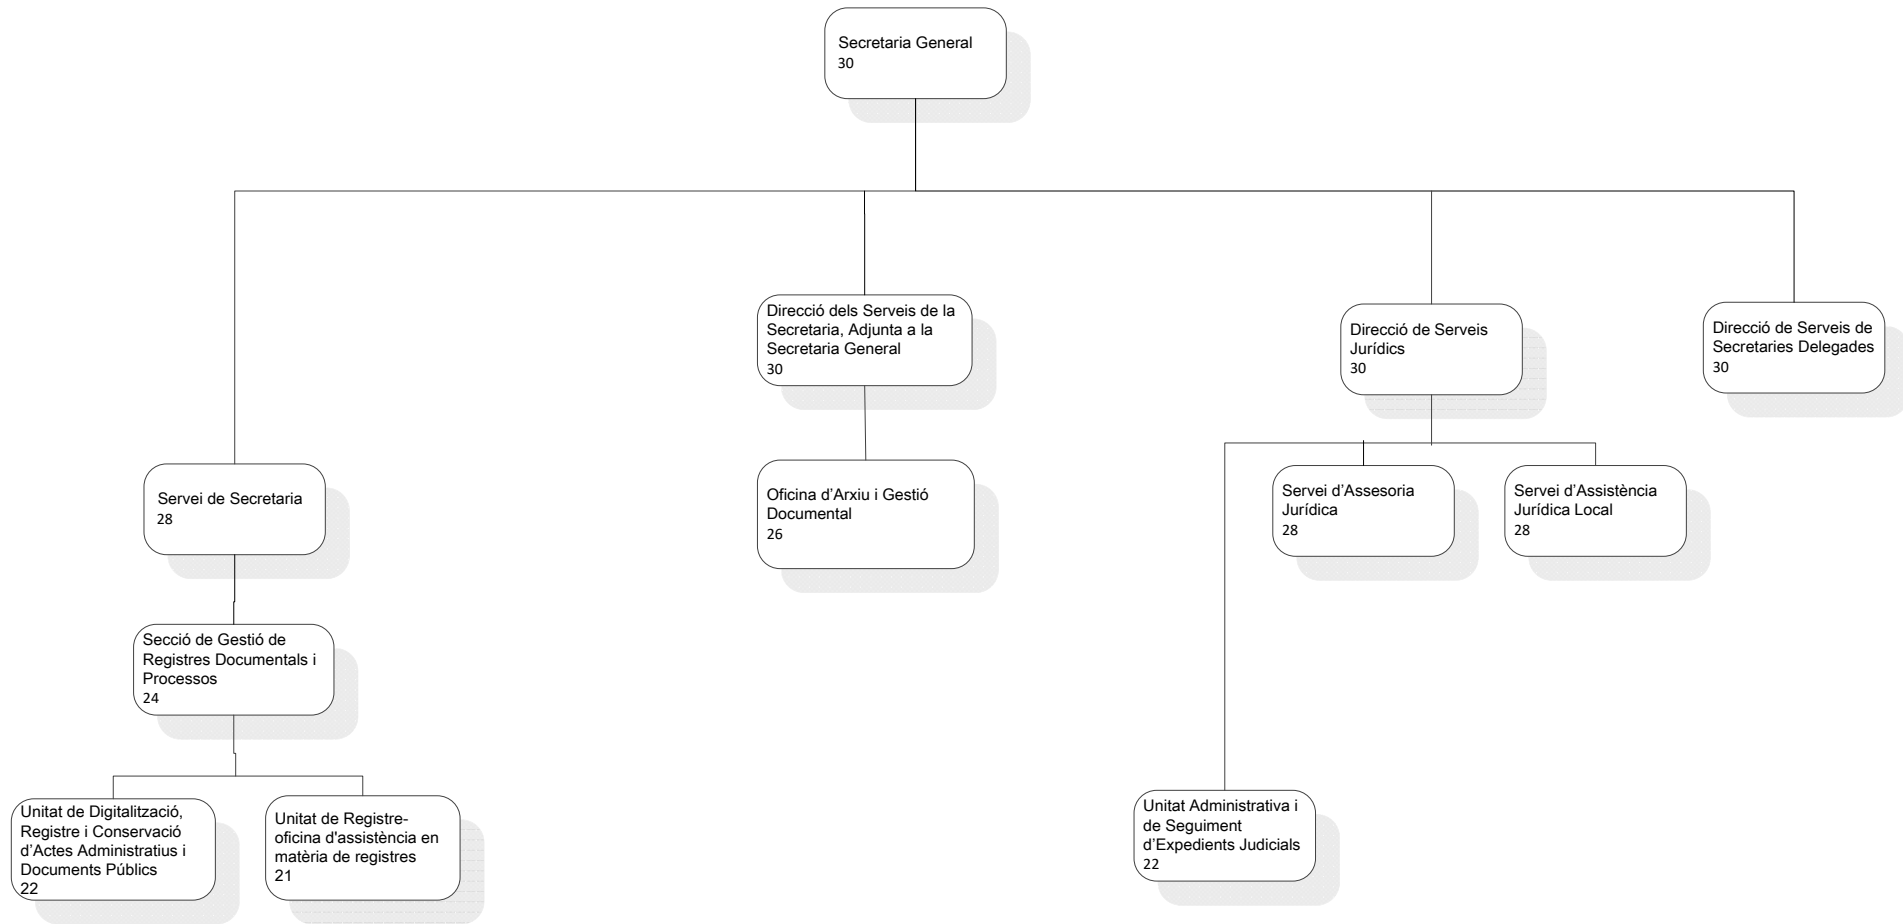 Secretaria General
30
Direcció dels Serveis de la
Secretaria, Adjunta a la
Secretaria General
30
Direcció de Serveis
Jurídics
30
Direcció de Serveis de
Secretaries Delegades
30
Servei de Secretaria
28
Oficina d’Arxiu i Gestió
Documental
26
Servei d’Assesoria
Jurídica
28
Servei d’Assistència
Jurídica Local
28
Secció de Gestió de
Registres Documentals i
Processos
24
Unitat de Digitalització,
Registre i Conservació
d’Actes Administratius i
Documents Públics
22
Unitat de Registre-
oficina d'assistència en
matèria de registres
21
Unitat Administrativa i
de Seguiment
d’Expedients Judicials
22